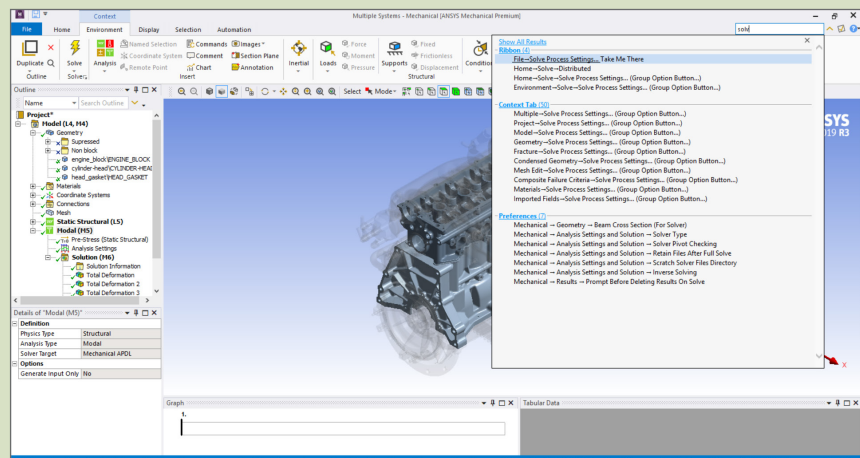 Context
Multiple Systems - Mechanical [ANSYS Mechanical Premium]
File Home Environment Display Selection Automation
solv
Duplicate Q
Outline
Solve
Solver
Analysis
Named Selection
Coordinate System
Remote Point
Commands
Comment
Chart
Images
Section Plane
Annotation
Insert
Inertial
Loads
Force
Moment
Pressure
Supports
Fixed
Frictionless
Displacement
Structural
Condition
Outline
Name Search Outline
Select Mode
Project*
Model (L4, M4)
Geometry
Supressed
Non block
engine_block\ENGINE_BLOCK
cylinder-head\CYLINDER-HEAD
head_gasket\HEAD_GASKET
Materials
Coordinate Systems
Connections
Mesh
Static Structural (L5)
Modal (M5)
Pre-Stress (Static Structural)
Analysis Settings
Solution (M6)
Solution Information
Total Deformation
Total Deformation 2
Total Deformation 3
Details of "Modal (M5)"
Definition
Physics Type Structural
Analysis Type Modal
Solver Target Mechanical APDL
Options
Generate Input Only No
Show All Results
Ribbon (4)
File→Solve Process Settings... Take Me There
Home→Solve→Distributed
Home→Solve→Solve Process Settings... (Group Option Button...)
Environment→Solve→Solve Process Settings... (Group Option Button...)
Context Tab (50)
Multiple→Solve Process Settings... (Group Option Button...)
Project→Solve Process Settings... (Group Option Button...)
Model→Solve Process Settings... (Group Option Button...)
Geometry→Solve Process Settings... (Group Option Button...)
Fracture→Solve Process Settings... (Group Option Button...)
Condensed Geometry→Solve Process Settings... (Group Option Button...)
Mesh Edit→Solve Process Settings... (Group Option Button...)
Composite Failure Criteria→Solve Process Settings... (Group Option Button...)
Materials→Solve Process Settings... (Group Option Button...)
Imported Fields→Solve Process Settings... (Group Option Button...)
Preferences (7)
Mechanical → Geometry → Beam Cross Section (For Solver)
Mechanical → Analysis Settings and Solution → Solver Type
Mechanical → Analysis Settings and Solution → Solver Pivot Checking
Mechanical → Analysis Settings and Solution → Retain Files After Full Solve
Mechanical → Analysis Settings and Solution → Scratch Solver Files Directory
Mechanical → Analysis Settings and Solution → Inverse Solving
Mechanical → Results → Prompt Before Deleting Results On Solve
SYS
019 R3
X
Graph
1.
Tabular Data